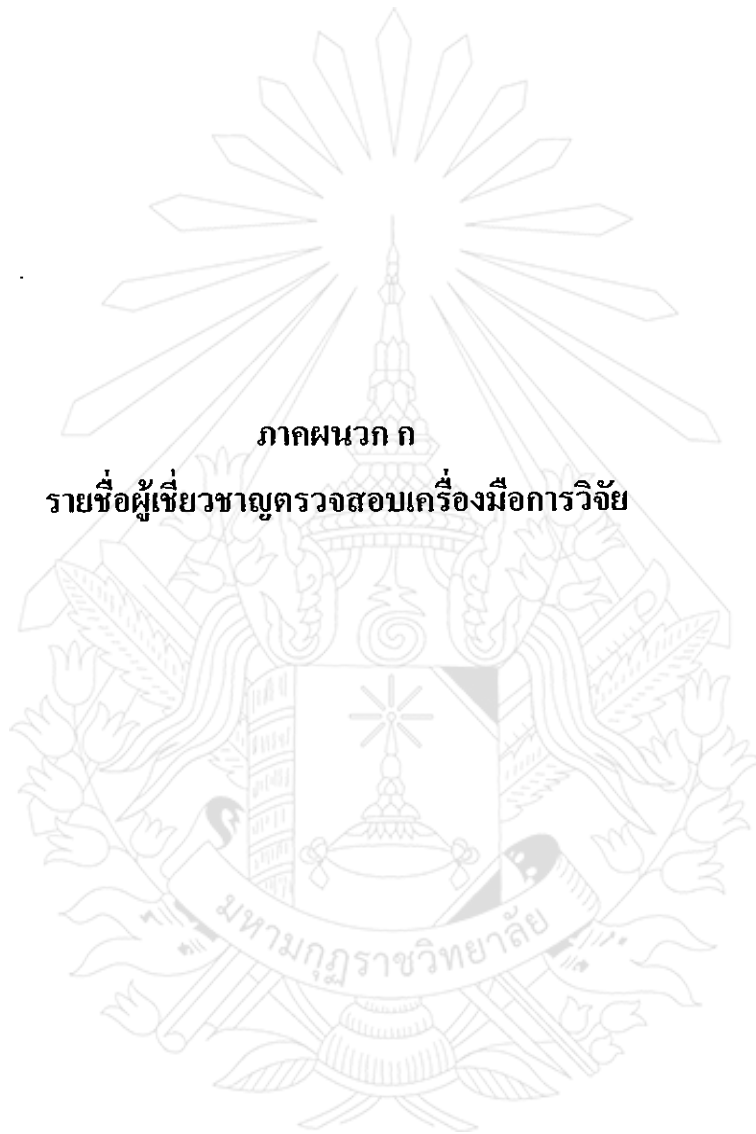 ภาคผนวก ค
รายชื่อผู้เชี่ยวชาญตรวจสอบเครื่องมือการวิจัย
มหามกุฏราชวิทยาลัย